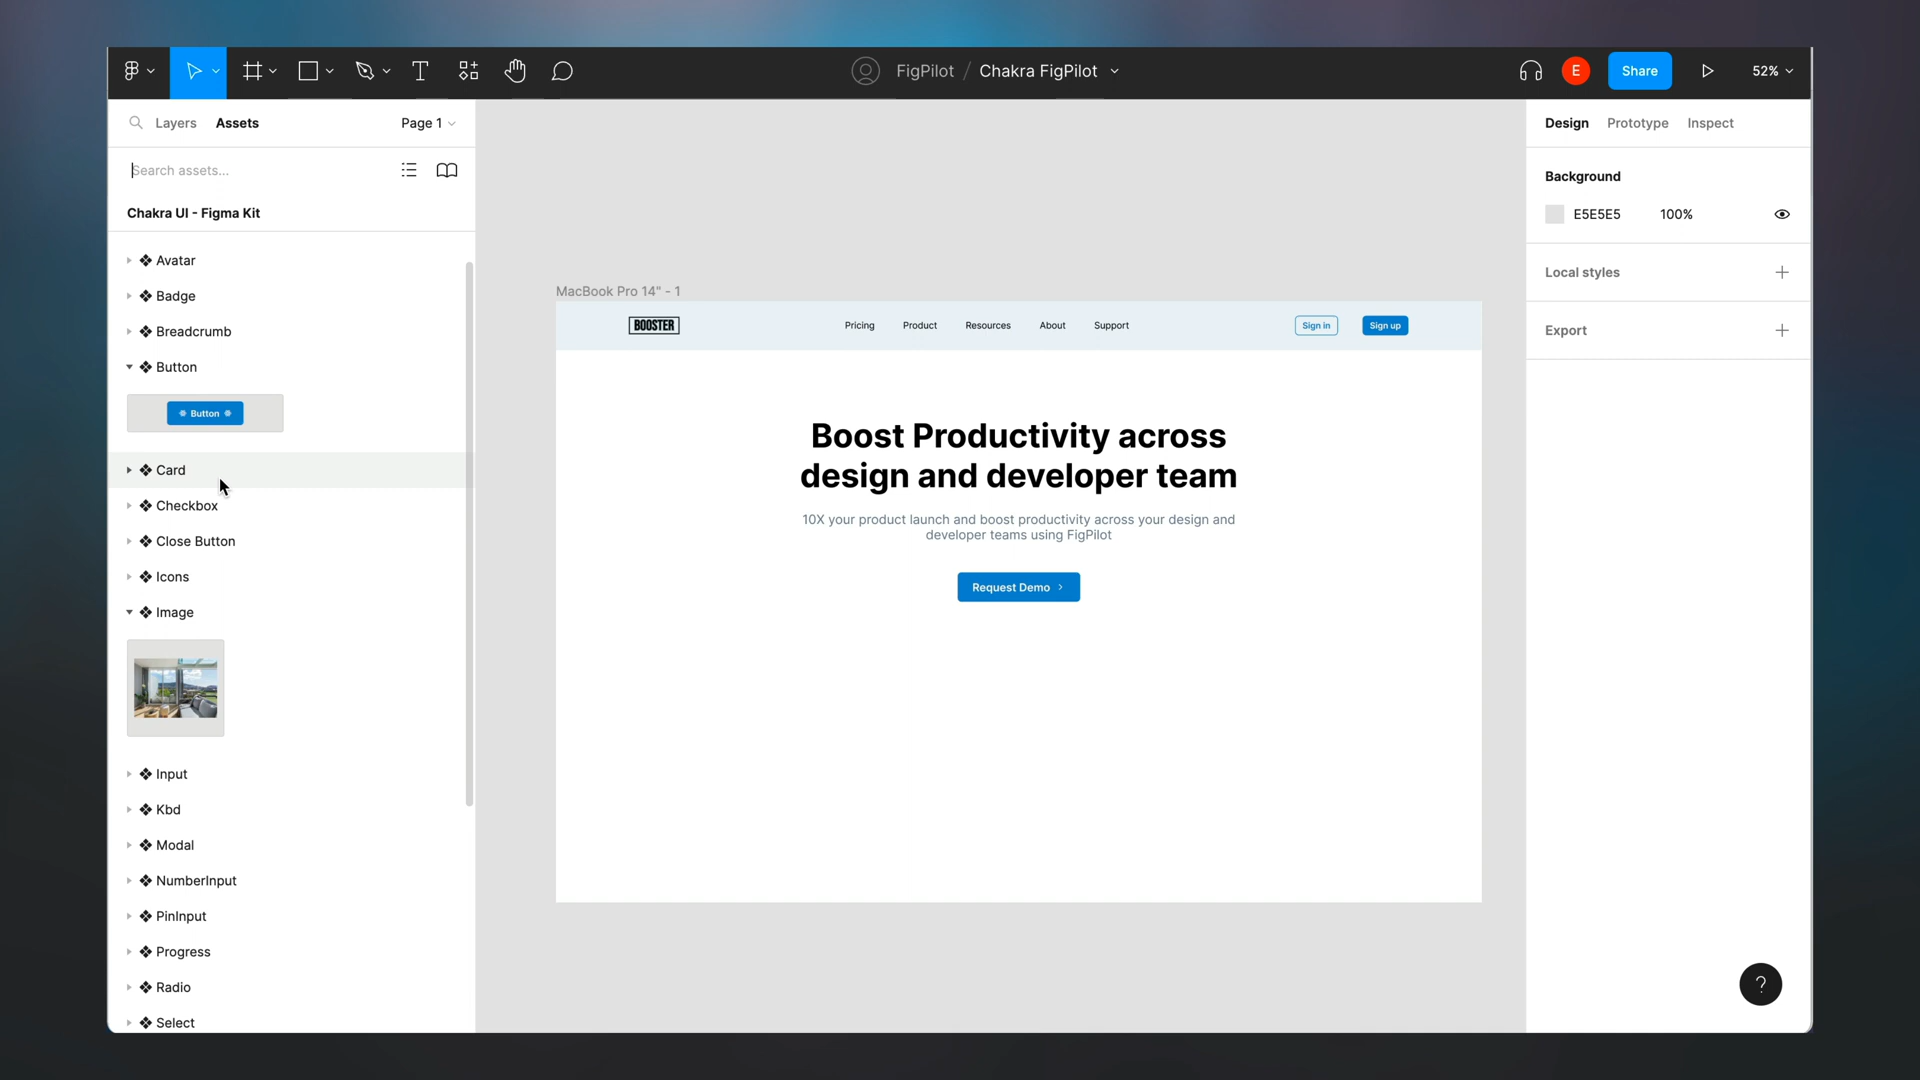 FigPilot / Chakra FigPilot
E
Share
52%
Layers
Assets
Page 1
Search assets...
Chakra UI - Figma Kit
Avatar
Badge
Breadcrumb
Button
Button
Card
Checkbox
Close Button
Icons
Image
Input
Kbd
Modal
NumberInput
PinInput
Progress
Radio
Select
MacBook Pro 14" - 1
BOOSTER
Pricing
Product
Resources
About
Support
Sign in
Sign up
Boost Productivity across
design and developer team
10X your product launch and boost productivity across your design and
developer teams using FigPilot
Request Demo
Design
Prototype
Inspect
Background
E5E5E5
100%
Local styles
Export
?